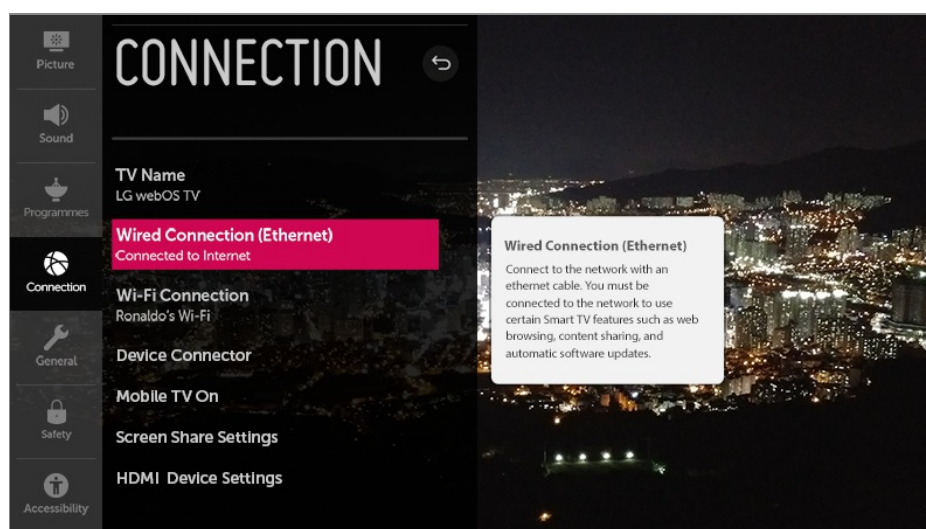 Picture
Sound
Programmes
Connection
General
Safety
Accessibility
CONNECTION
TV Name
LG webOS TV
Wired Connection (Ethernet)
Connected to Internet
Wi-Fi Connection
Ronaldo's Wi-Fi
Device Connector
Mobile TV On
Screen Share Settings
HDMI Device Settings
Wired Connection (Ethernet)
Connect to the network with an
ethernet cable. You must be
connected to the network to use
certain Smart TV features such as web
browsing, content sharing, and
automatic software updates.